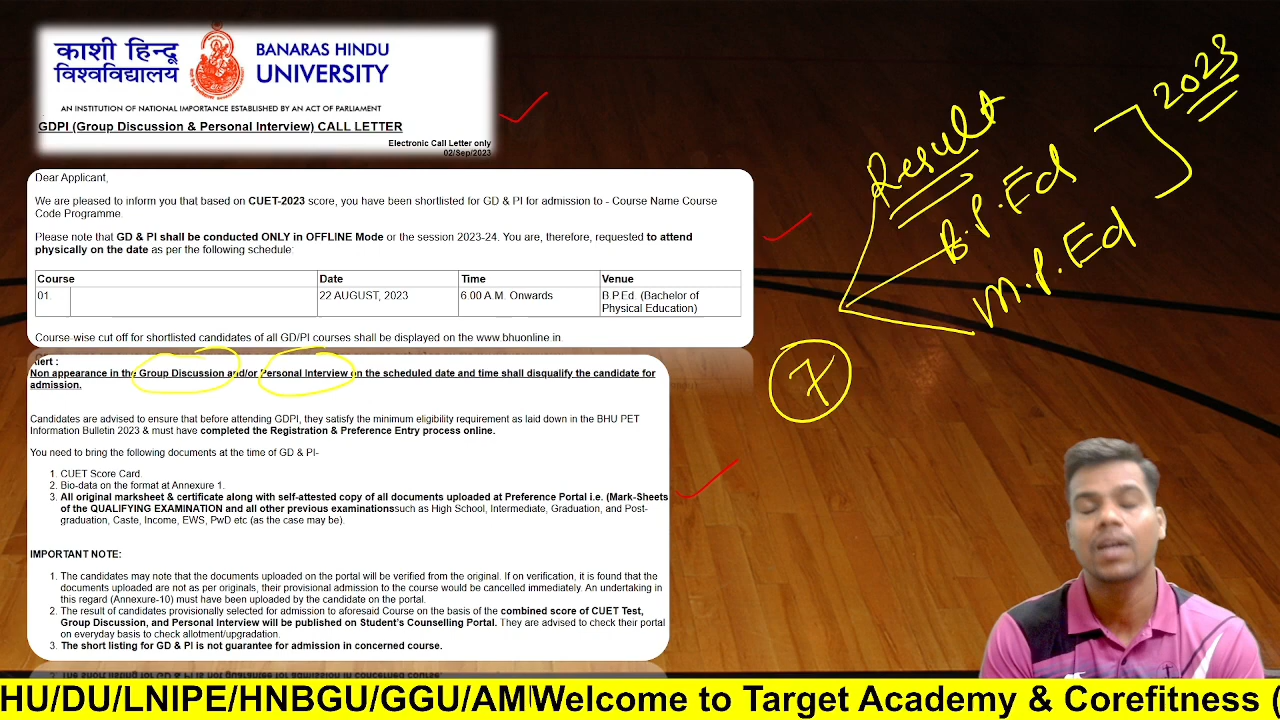 काशी हिन्दू
विश्वविद्यालय
BANARAS HINDU
UNIVERSITY
AN INSTITUTION OF NATIONAL IMPORTANCE ESTABLISHED BY AN ACT OF PARLIAMENT
GDPI (Group Discussion & Personal Interview) CALL LETTER
Electronic Call Letter only
02/Sep/2023
Dear Applicant,
We are pleased to inform you that based on CUET-2023 score, you have been shortlisted for GD & PI for admission to - Course Name Course
Code Programme.
Please note that GD & PI shall be conducted ONLY in OFFLINE Mode or the session 2023-24. You are, therefore, requested to attend
physically on the date as per the following schedule:
Course Date Time Venue
01. 22 AUGUST, 2023 6.00 A.M. Onwards B.P.Ed. (Bachelor of
Physical Education)
Course-wise cut off for shortlisted candidates of all GD/PI courses shall be displayed on the www.bhuonline.in.
Alert :
Non appearance in the Group Discussion and/or Personal Interview on the scheduled date and time shall disqualify the candidate for
admission.
Candidates are advised to ensure that before attending GDPI, they satisfy the minimum eligibility requirement as laid down in the BHU PET
Information Bulletin 2023 & must have completed the Registration & Preference Entry process online.
You need to bring the following documents at the time of GD & PI-
1. CUET Score Card.
2. Bio-data on the format at Annexure 1.
3. All original marksheet & certificate along with self-attested copy of all documents uploaded at Preference Portal i.e. (Mark-Sheets
of the QUALIFYING EXAMINATION and all other previous examinationssuch as High School, Intermediate, Graduation, and Post-
graduation, Caste, Income, EWS, PwD etc (as the case may be).
IMPORTANT NOTE:
1. The candidates may note that the documents uploaded on the portal will be verified from the original. If on verification, it is found that the
documents uploaded are not as per originals, their provisional admission to the course would be cancelled immediately. An undertaking in
this regard (Annexure-10) must have been uploaded by the candidate on the portal.
2. The result of candidates provisionally selected for admission to aforesaid Course on the basis of the combined score of CUET Test,
Group Discussion, and Personal Interview will be published on Student's Counselling Portal. They are advised to check their portal
on everyday basis to check allotment/upgradation.
3. The short listing for GD & PI is not guarantee for admission in concerned course.
Result
B.P.Ed
M.P.Ed
2023
7
HU/DU/LNIPE/HNBGU/GGU/AM Welcome to Target Academy & Corefitness (